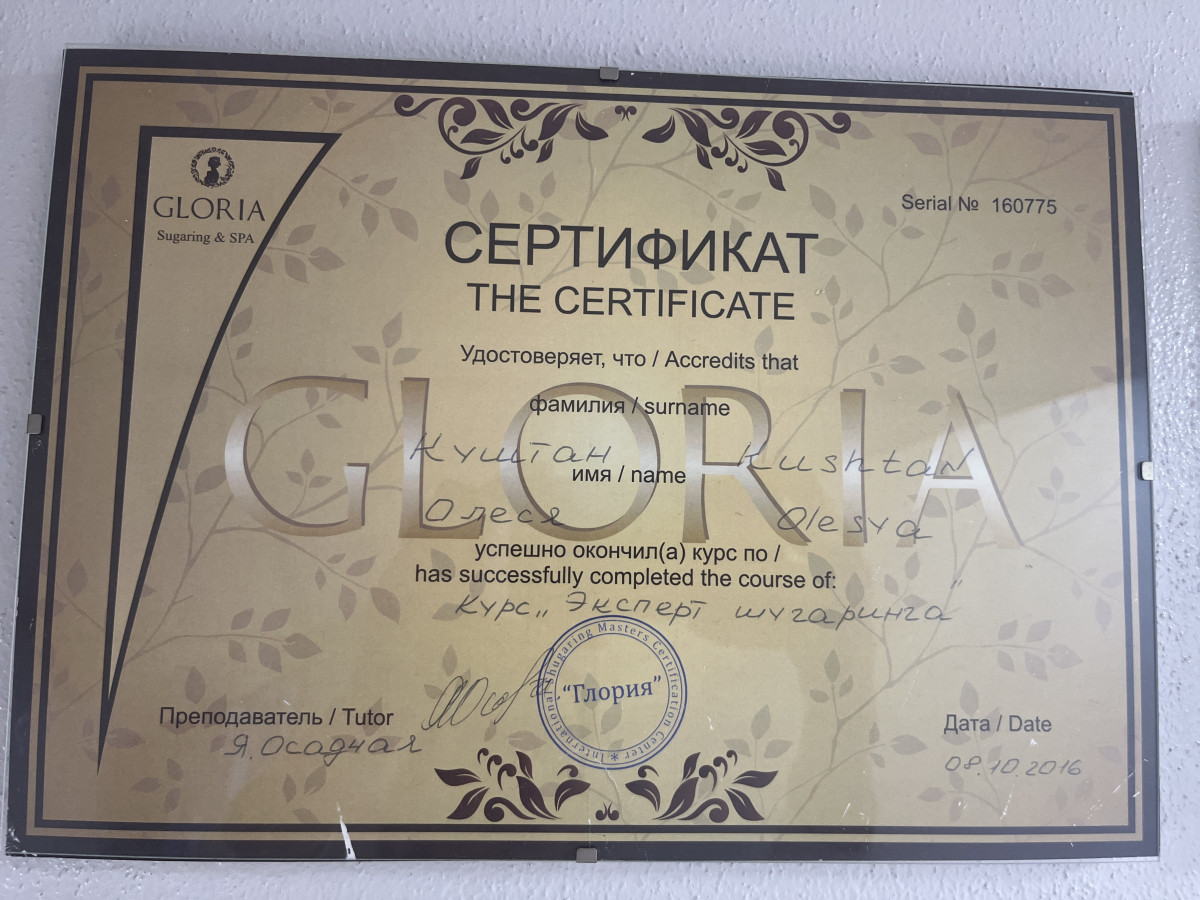 GLORIA
Sugaring & SPA
Serial № 160775
СЕРТИФИКАТ
THE CERTIFICATE
Удостоверяет, что / Accredits that
GLORIA
фамилия / surname
Куштан Kushtan
имя / name
Олеся Olesya
успешно окончил(а) курс по /
has successfully completed the course of:
Курс „Эксперт шугаринга"
International Shugaring Masters Certification Center *
"Глория"
Преподаватель / Tutor
Я.Осадчая
Дата / Date
08.10.2016